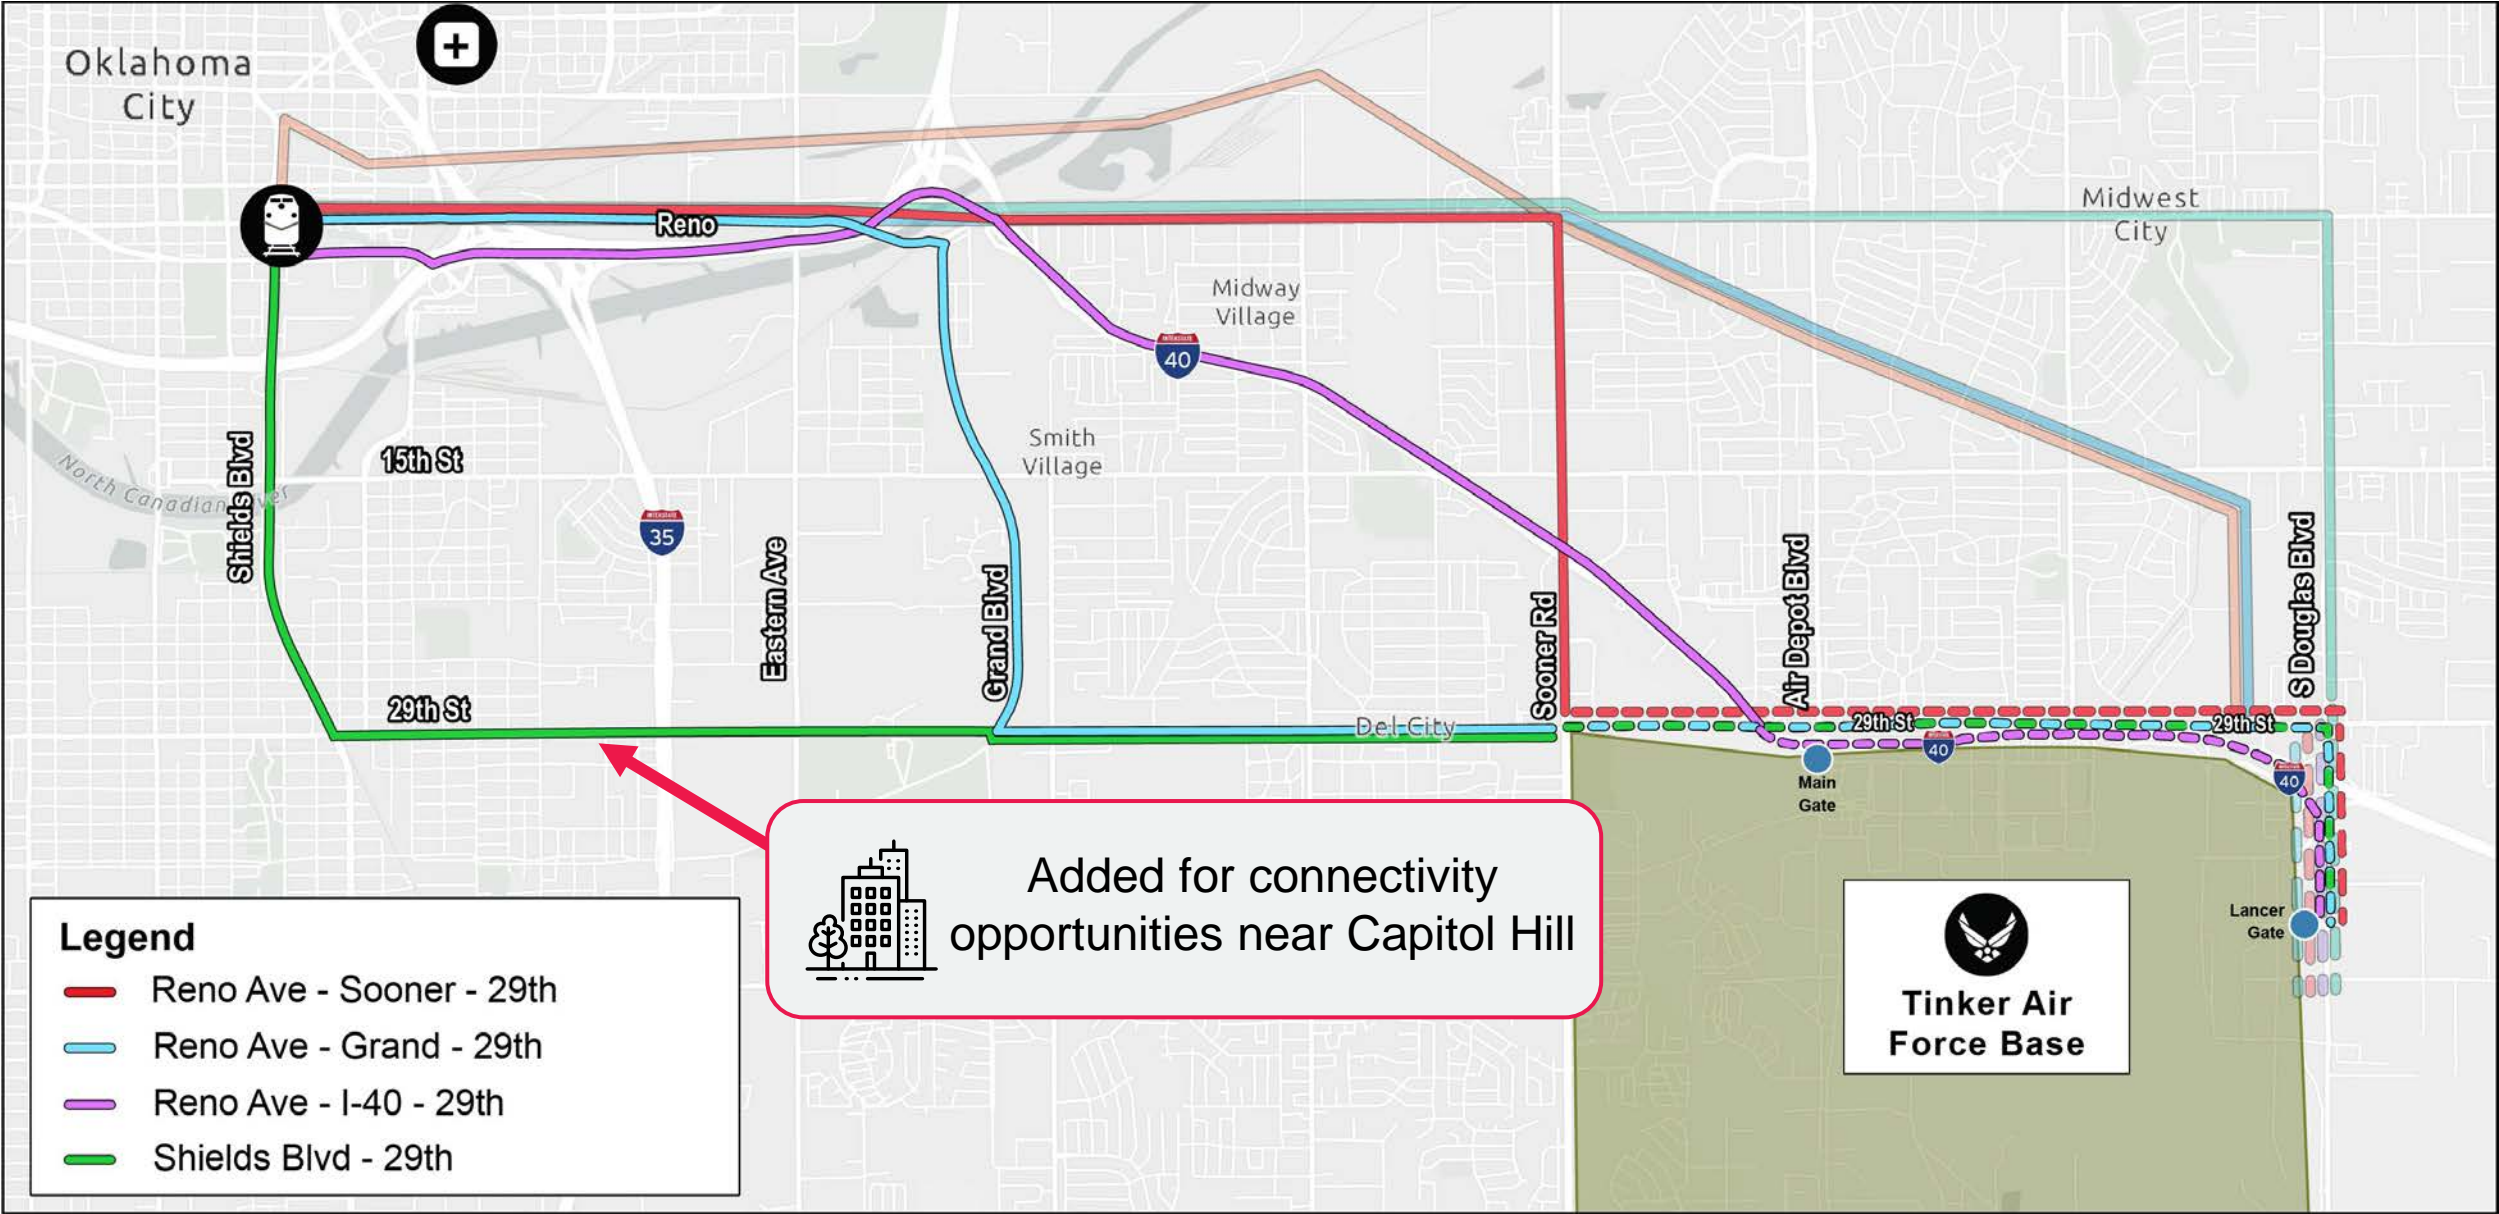 Oklahoma
City
Reno
Midwest
City
Midway
Village
INTERSTATE
40
Smith
Village
15th St
North Canadian River
Shields Blvd
INTERSTATE
35
Eastern Ave
Grand Blvd
Sooner Rd
Air Depot Blvd
S Douglas Blvd
29th St
Del City
29th St
29th St
40
40
Main
Gate
Lancer
Gate
Added for connectivity
opportunities near Capitol Hill
Tinker Air
Force Base
Legend
Reno Ave - Sooner - 29th
Reno Ave - Grand - 29th
Reno Ave - I-40 - 29th
Shields Blvd - 29th